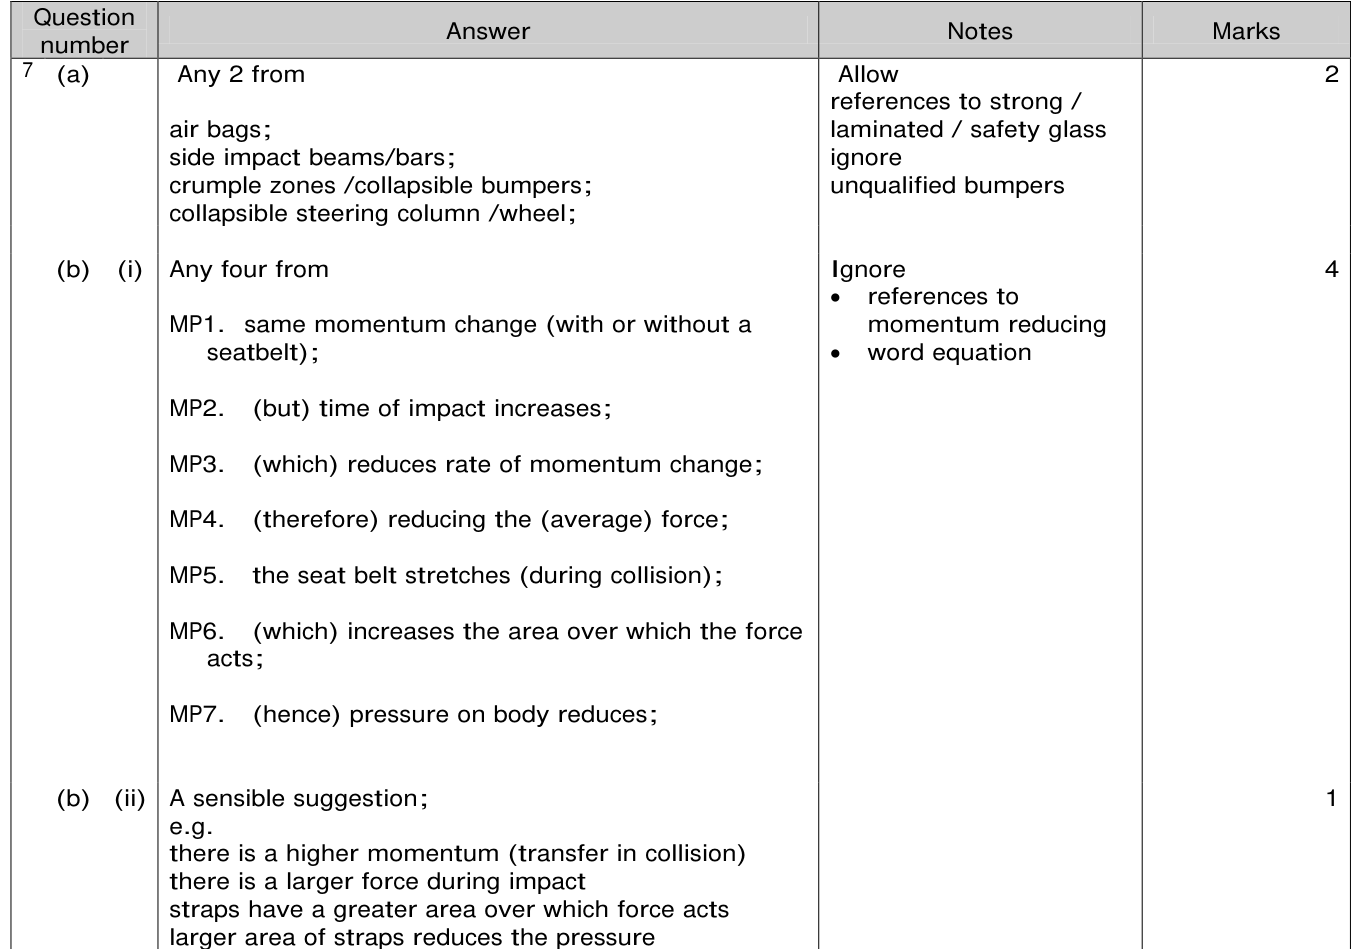 Question number
Answer
Notes
Marks
7 (a)
Any 2 from
air bags;
side impact beams/bars;
crumple zones /collapsible bumpers;
collapsible steering column /wheel;
Allow
references to strong /
laminated / safety glass
ignore
unqualified bumpers
2
(b) (i)
Any four from
MP1. same momentum change (with or without a
seatbelt);
MP2. (but) time of impact increases;
MP3. (which) reduces rate of momentum change;
MP4. (therefore) reducing the (average) force;
MP5. the seat belt stretches (during collision);
MP6. (which) increases the area over which the force
acts;
MP7. (hence) pressure on body reduces;
Ignore
• references to
momentum reducing
• word equation
4
(b) (ii)
A sensible suggestion;
e.g.
there is a higher momentum (transfer in collision)
there is a larger force during impact
straps have a greater area over which force acts
larger area of straps reduces the pressure
1